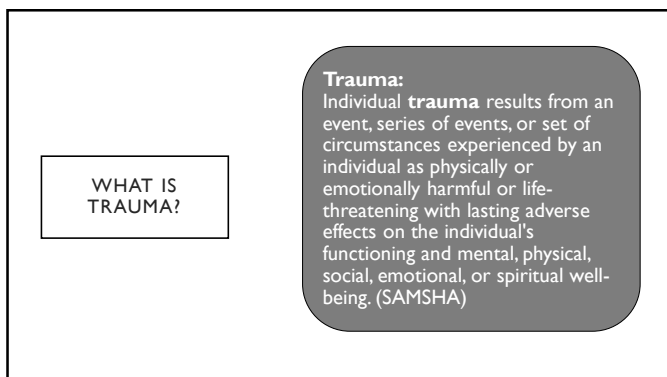 WHAT IS
TRAUMA?
Trauma:
Individual trauma results from an
event, series of events, or set of
circumstances experienced by an
individual as physically or
emotionally harmful or life-
threatening with lasting adverse
effects on the individual's
functioning and mental, physical,
social, emotional, or spiritual well-
being. (SAMSHA)